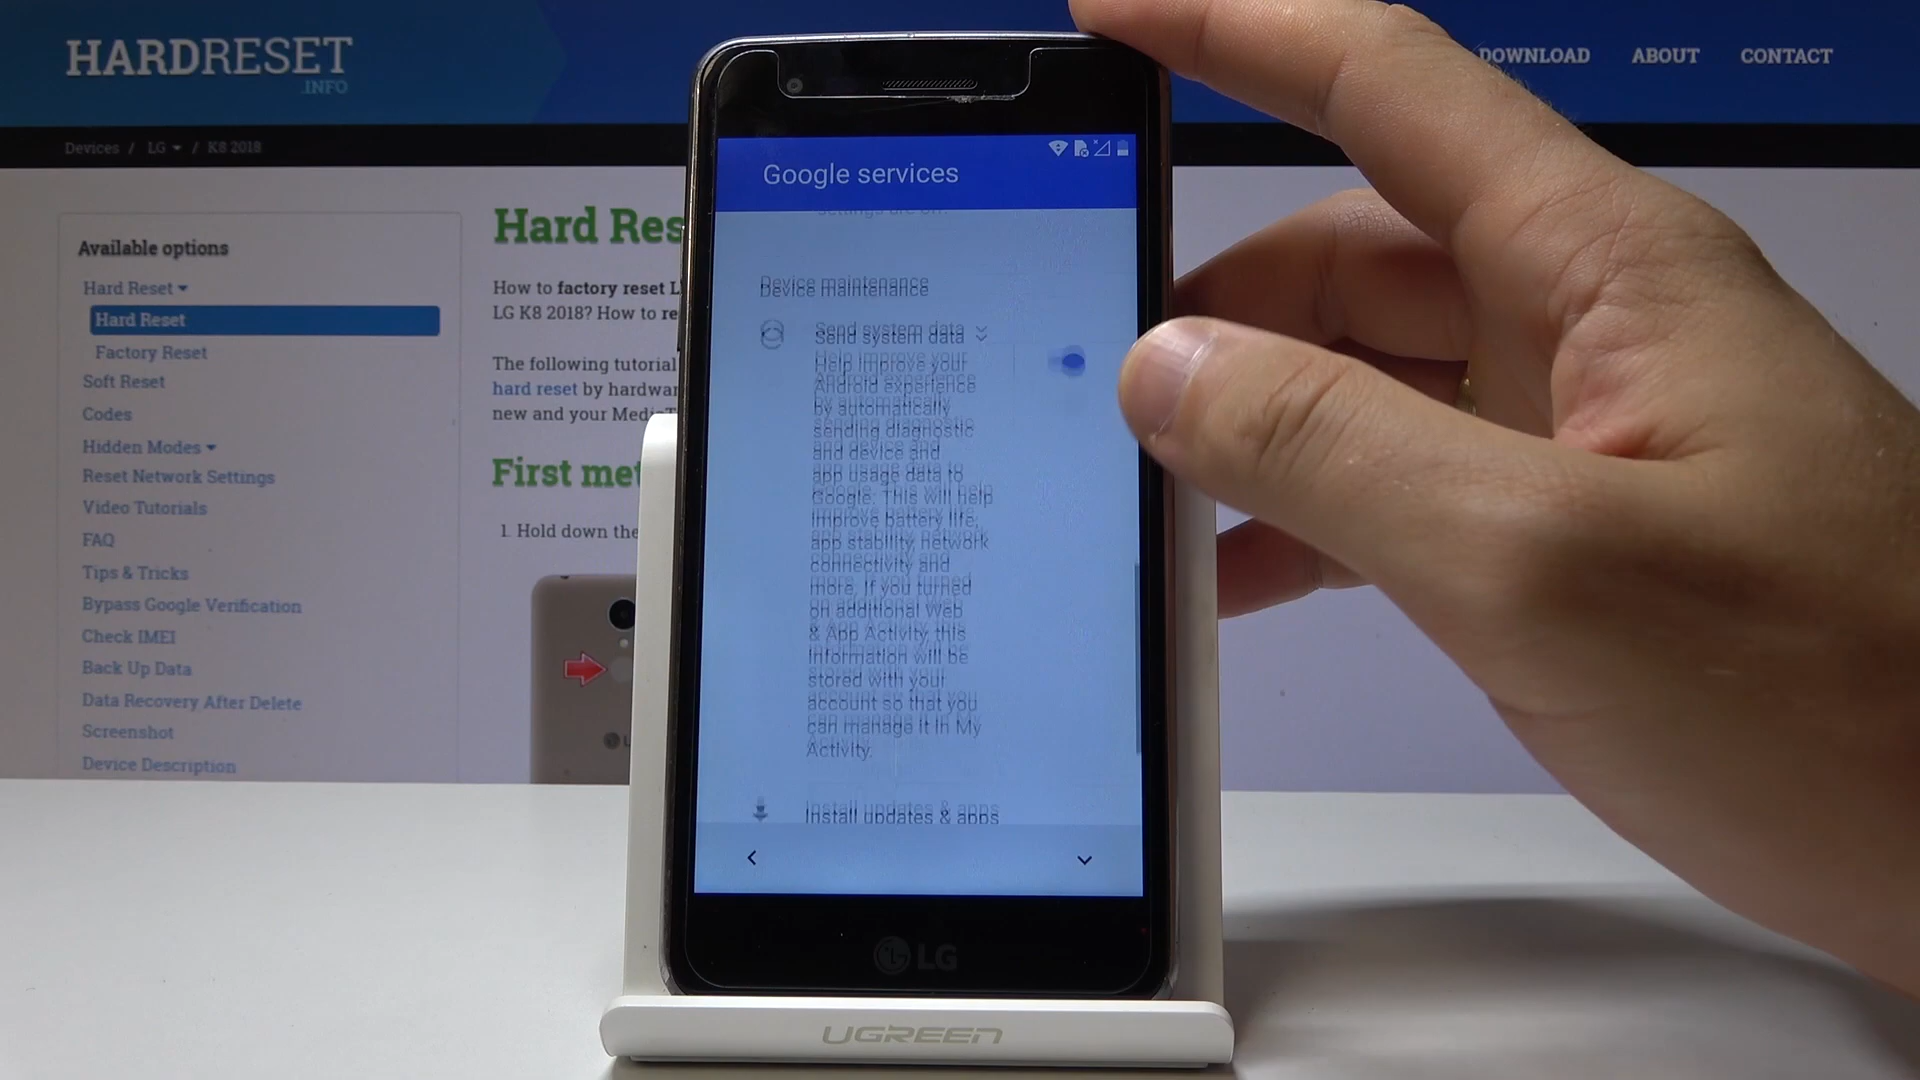 HARDRESET
.INFO
DOWNLOAD
ABOUT
CONTACT
Devices / LG / K8 2018
Available options
Hard Reset
Hard Reset
Factory Reset
Soft Reset
Codes
Hidden Modes
Reset Network Settings
Video Tutorials
FAQ
Tips & Tricks
Bypass Google Verification
Check IMEI
Back Up Data
Data Recovery After Delete
Screenshot
Device Description
Hard Res
How to factory reset L
LG K8 2018? How to re
The following tutorial
hard reset by hardwa
new and your Media
First met
1. Hold down the
Google services
settings are off.
Device maintenance
Send system data
Help improve your
Android experience
by automatically
sending diagnostic
and device and
app usage data to
Google. This will help
improve battery life,
app stability, network
connectivity and
more. If you turned
on additional Web
& App Activity, this
information will be
stored with your
account so that you
can manage it in My
Activity.
Install updates & apps
LG
UGREEN